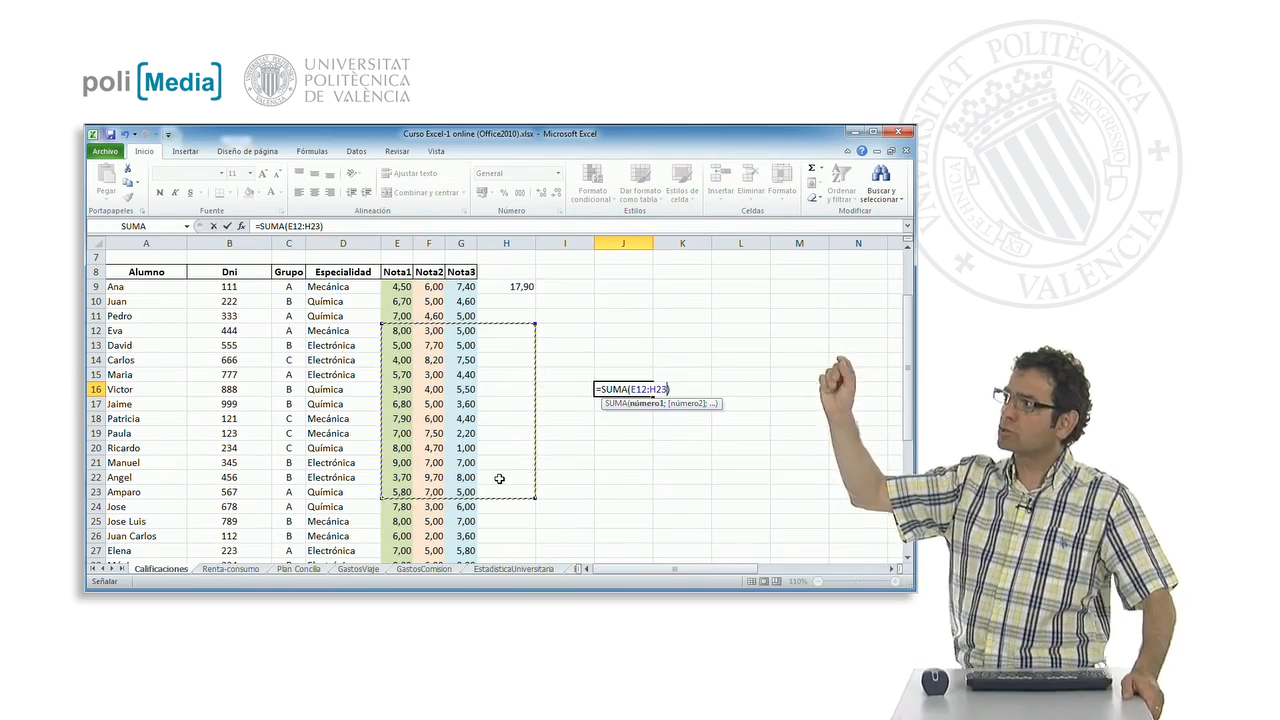 poli [Media]
UNIVERSITAT
POLITÈCNICA
DE VALÈNCIA
UNIVERSITAT POLITÈCNICA
VALÈNCIA
PROGRESSIO
Curso Excel-1 online (Office2010).xlsx - Microsoft Excel
Archivo Inicio Insertar Diseño de página Fórmulas Datos Revisar Vista
Pegar 11 Ajustar texto General Formato condicional Dar formato como tabla Estilos de celda Insertar Eliminar Formato Ordenar y filtrar Buscar y seleccionar
N K S Combinar y centrar % 000
Portapapeles Fuente Alineación Número Estilos Celdas Modificar
SUMA fx =SUMA(E12:H23)
A B C D E F G H I J K L M N
7
8 Alumno Dni Grupo Especialidad Nota1 Nota2 Nota3
9 Ana 111 A Mecánica 4,50 6,00 7,40 17,90
10 Juan 222 B Química 6,70 5,00 4,60
11 Pedro 333 A Química 7,00 4,60 5,00
12 Eva 444 A Mecánica 8,00 3,00 5,00
13 David 555 B Electrónica 5,00 7,70 5,00
14 Carlos 666 C Electrónica 4,00 8,20 7,50
15 Maria 777 A Electrónica 5,70 3,00 4,40
16 Victor 888 B Química 3,90 4,00 5,50 =SUMA(E12:H23)
17 Jaime 999 B Química 6,80 5,00 3,60 SUMA(número1; [número2]; ...)
18 Patricia 121 C Mecánica 7,90 6,00 4,40
19 Paula 123 C Mecánica 7,00 7,50 2,20
20 Ricardo 234 C Química 8,00 4,70 1,00
21 Manuel 345 B Electrónica 9,00 7,00 7,00
22 Angel 456 B Electrónica 3,70 9,70 8,00
23 Amparo 567 A Química 5,80 7,00 5,00
24 Jose 678 A Química 7,80 3,00 6,00
25 Jose Luis 789 B Mecánica 8,00 5,00 7,00
26 Juan Carlos 112 B Mecánica 6,00 2,00 3,60
27 Elena 223 A Electrónica 7,00 5,00 5,80
Calificaciones Renta-consumo Plan Concilia GastosViaje GastosComision EstadisticaUniversitaria
Señalar 110%